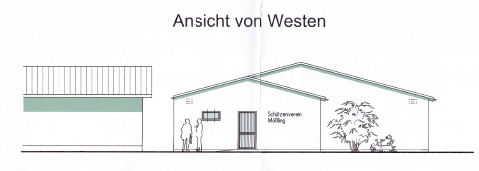 Ansicht von Westen
Schützenverein
Mößling